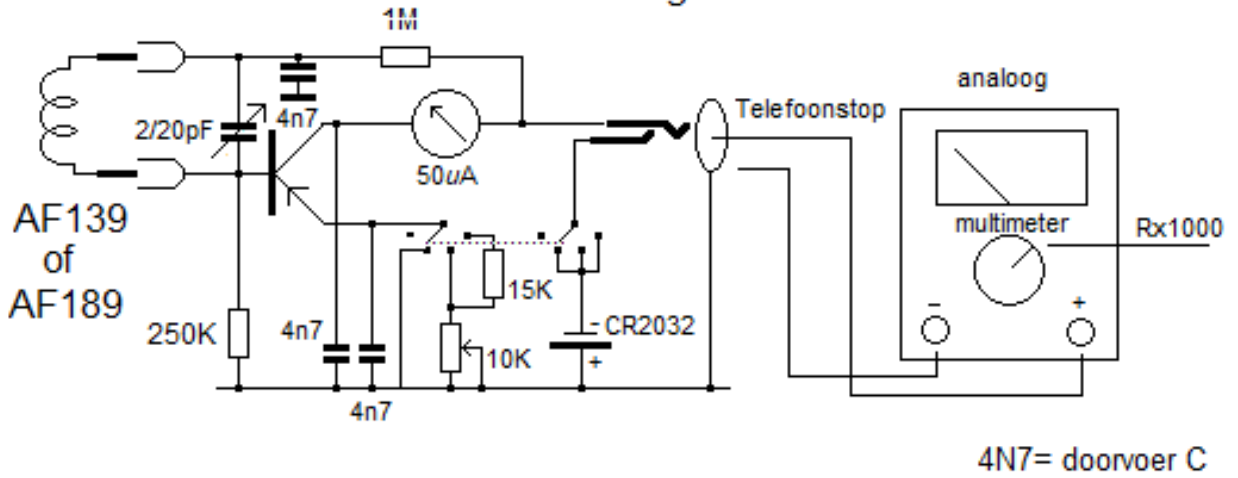 1M
analoog
2/20pF
4n7
Telefoonstop
50uA
multimeter
Rx1000
AF139
of
AF189
15K
250K
4n7
-CR2032
+
10K
4n7
-
+
4N7= doorvoer C